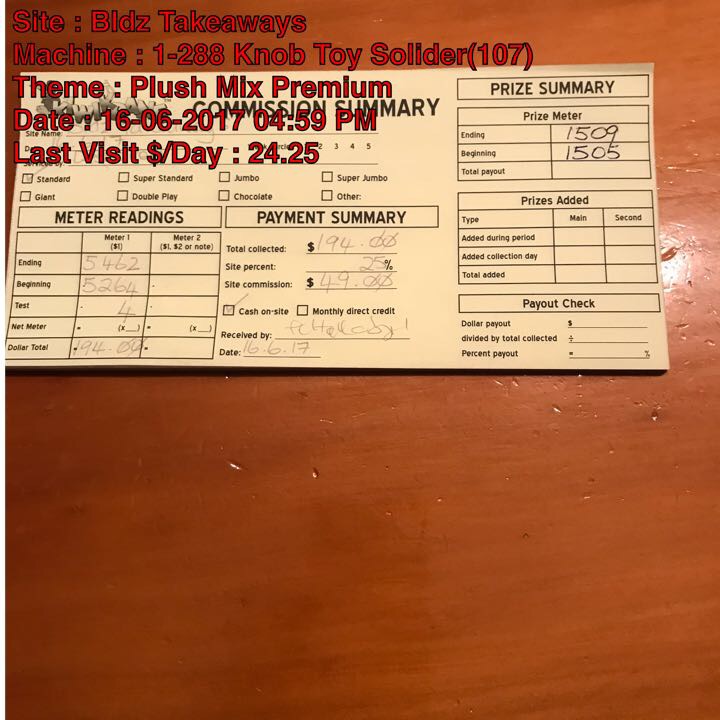 Site : Bldz Takeaways
Machine : 1-288 Knob Toy Solider(107)
Theme : Plush Mix Premium
Date : 16-06-2017 04:59 PM
Last Visit $/Day : 24.25
COMMISSION SUMMARY
Site Name:
2 3 4 5
Serviced by:
Standard Super Standard Jumbo Super Jumbo
Giant Double Play Chocolate Other:
METER READINGS
Meter 1 ($1) Meter 2 ($1, $2 or note)
Ending 5462
Beginning 5264
Test 4
Net Meter = (x__) = (x__)
Dollar Total =194.00 =
PAYMENT SUMMARY
Total collected: $ 194.00
Site percent: 25%
Site commission: $ 49.00
Cash on-site Monthly direct credit
Received by:
Date: 16.6.17
PRIZE SUMMARY
Prize Meter
Ending 1509
Beginning 1505
Total payout
Prizes Added
Type Main Second
Added during period
Added collection day
Total added
Payout Check
Dollar payout $
divided by total collected ÷
Percent payout = %